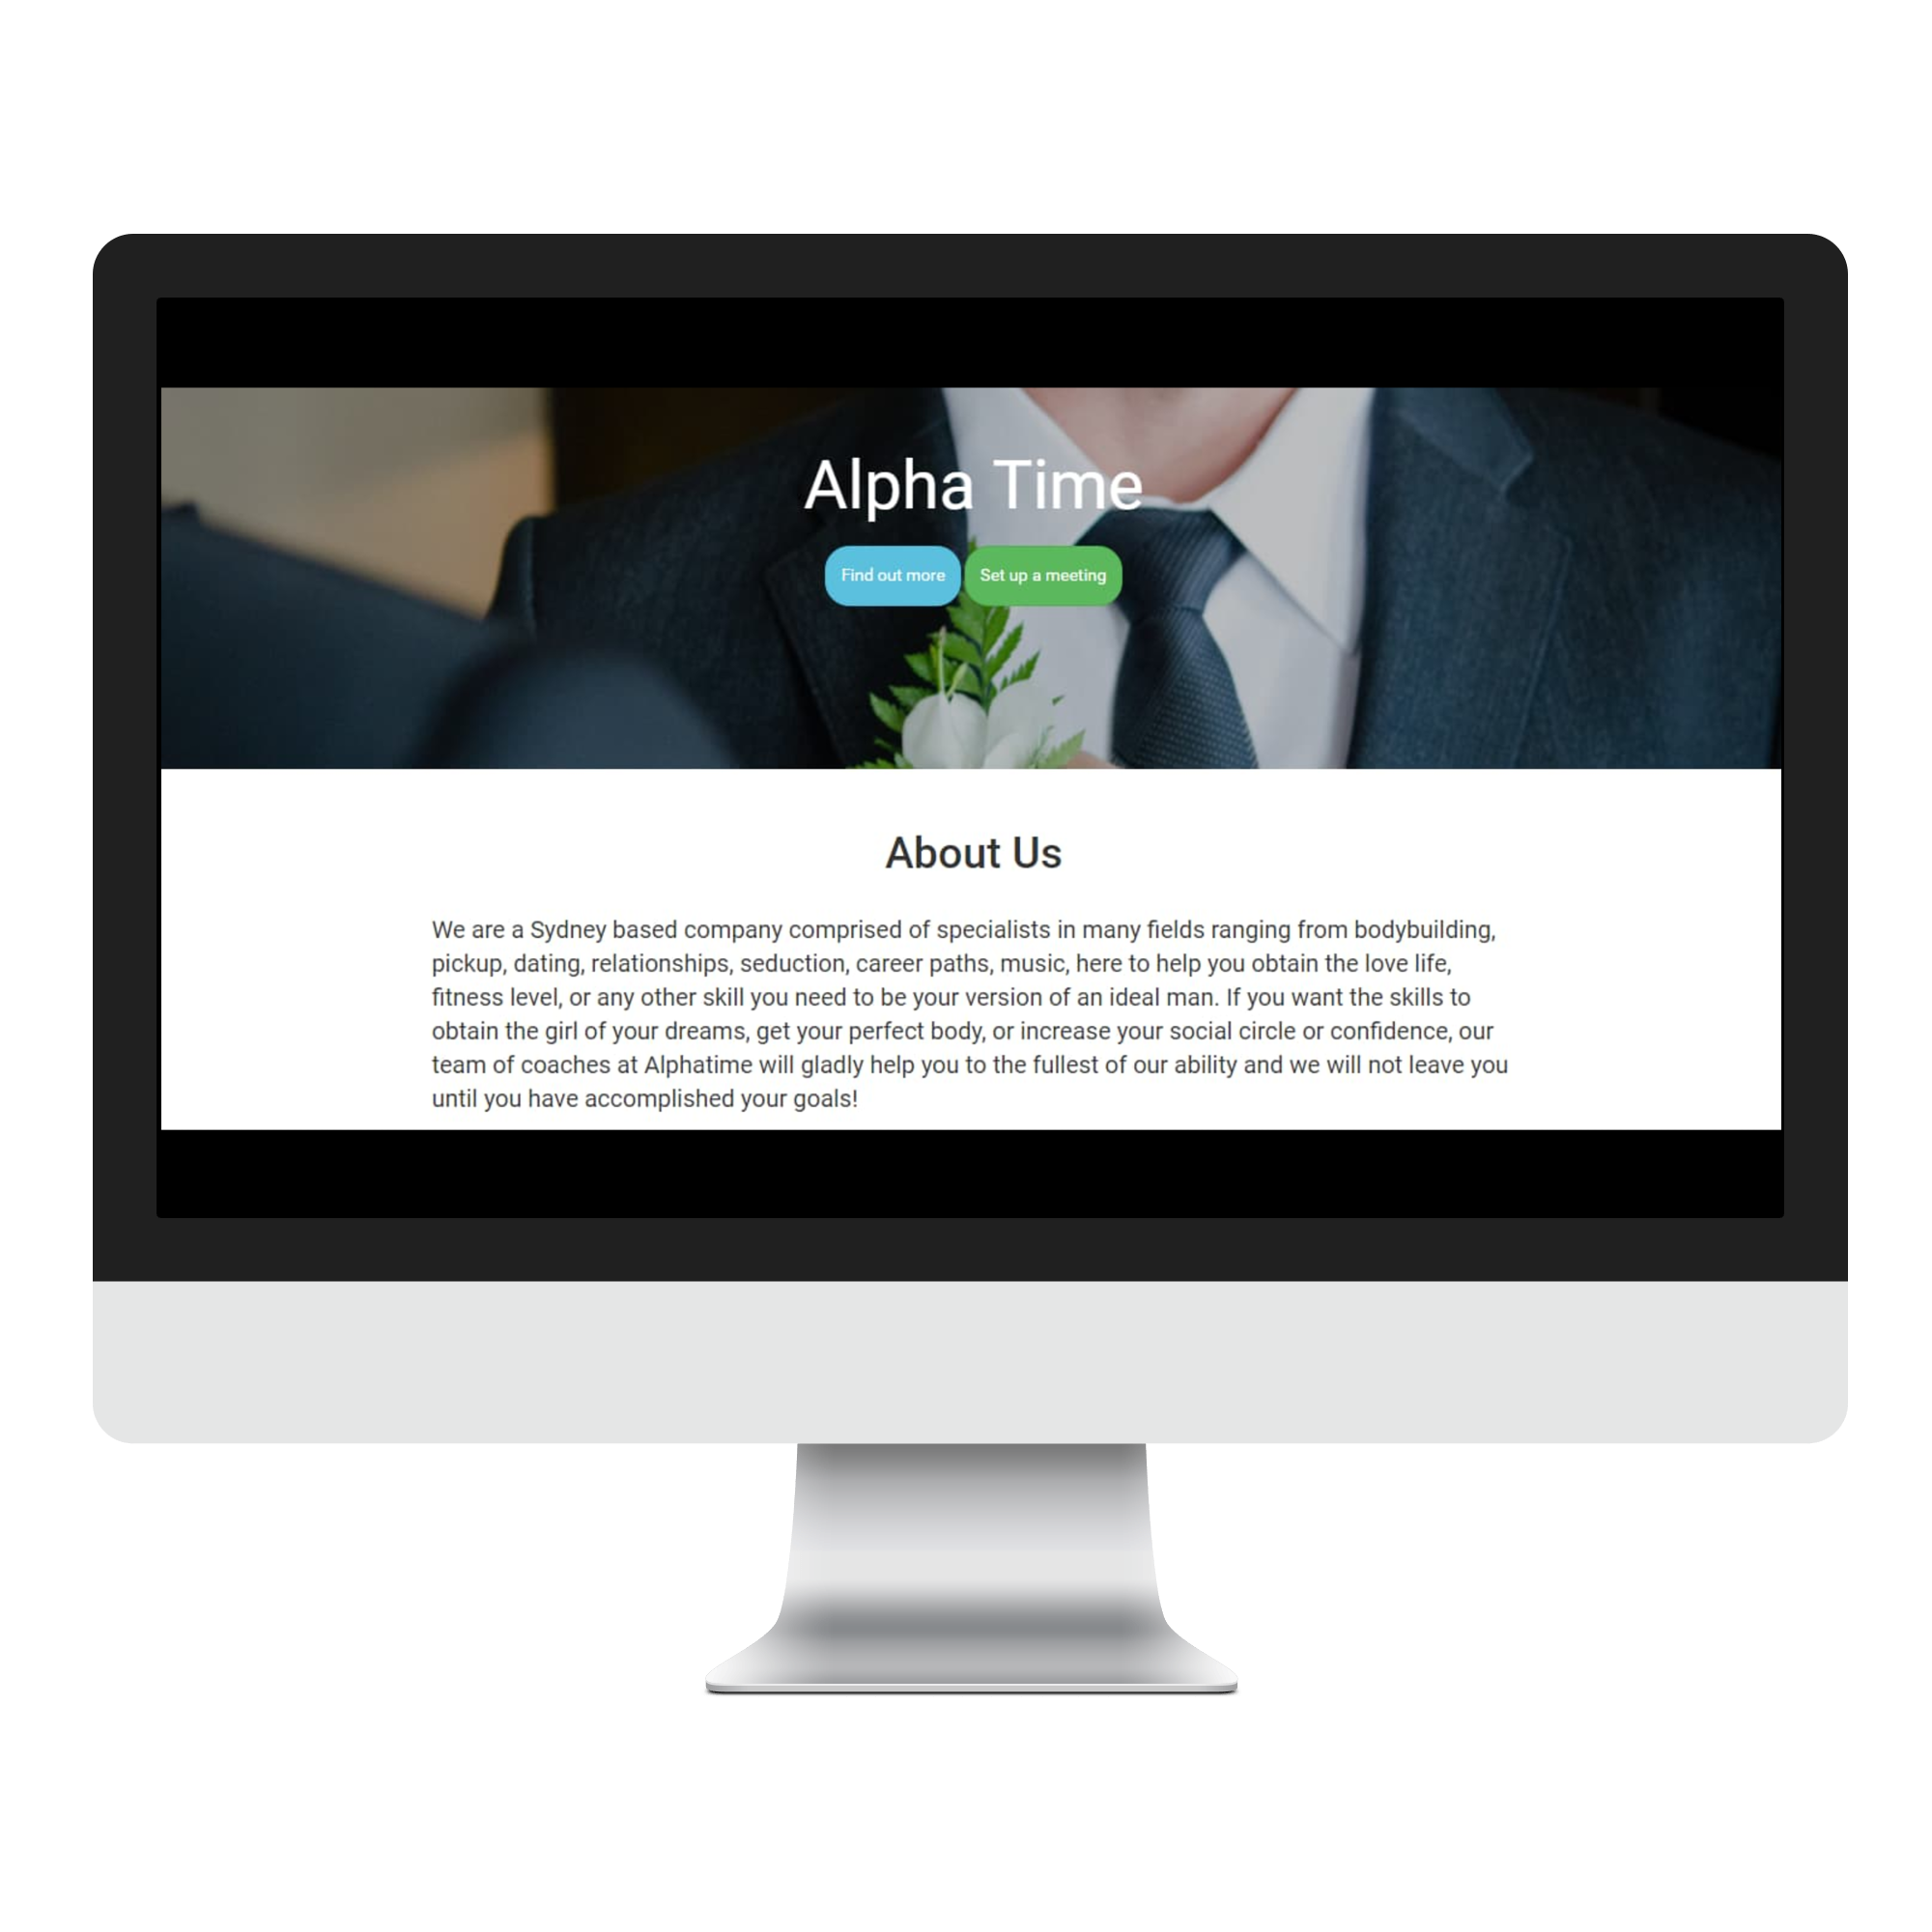 Alpha Time
Find out more
Set up a meeting
About Us
We are a Sydney based company comprised of specialists in many fields ranging from bodybuilding,
pickup, dating, relationships, seduction, career paths, music, here to help you obtain the love life,
fitness level, or any other skill you need to be your version of an ideal man. If you want the skills to
obtain the girl of your dreams, get your perfect body, or increase your social circle or confidence, our
team of coaches at Alphatime will gladly help you to the fullest of our ability and we will not leave you
until you have accomplished your goals!